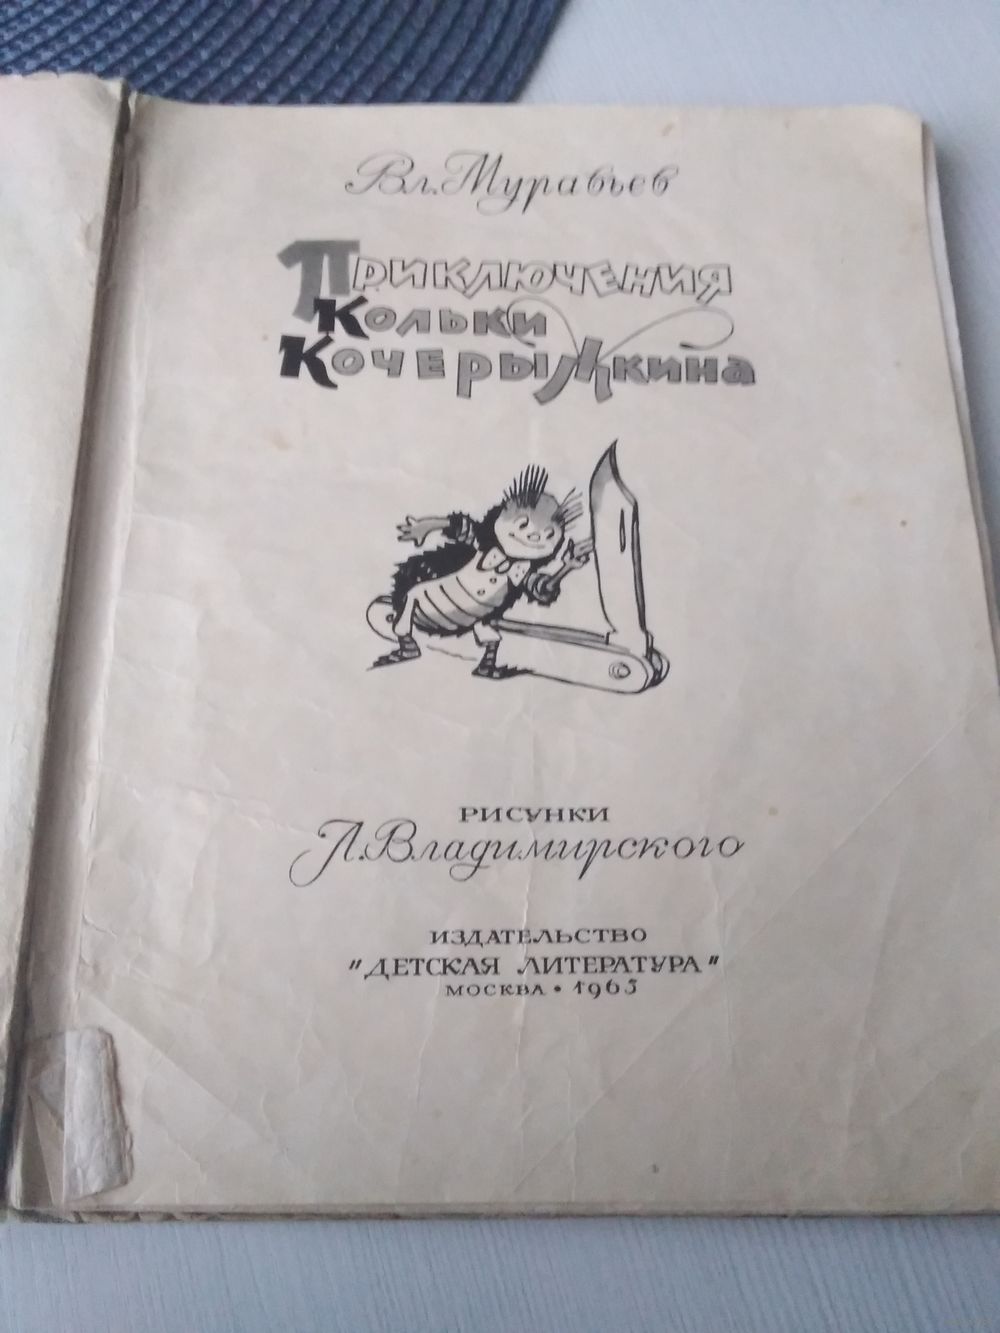 Вл. Муравьев
Приключения
Кольки
Кочерыжкина
РИСУНКИ
Л. Владимирского
ИЗДАТЕЛЬСТВО
"ДЕТСКАЯ ЛИТЕРАТУРА"
МОСКВА • 1965